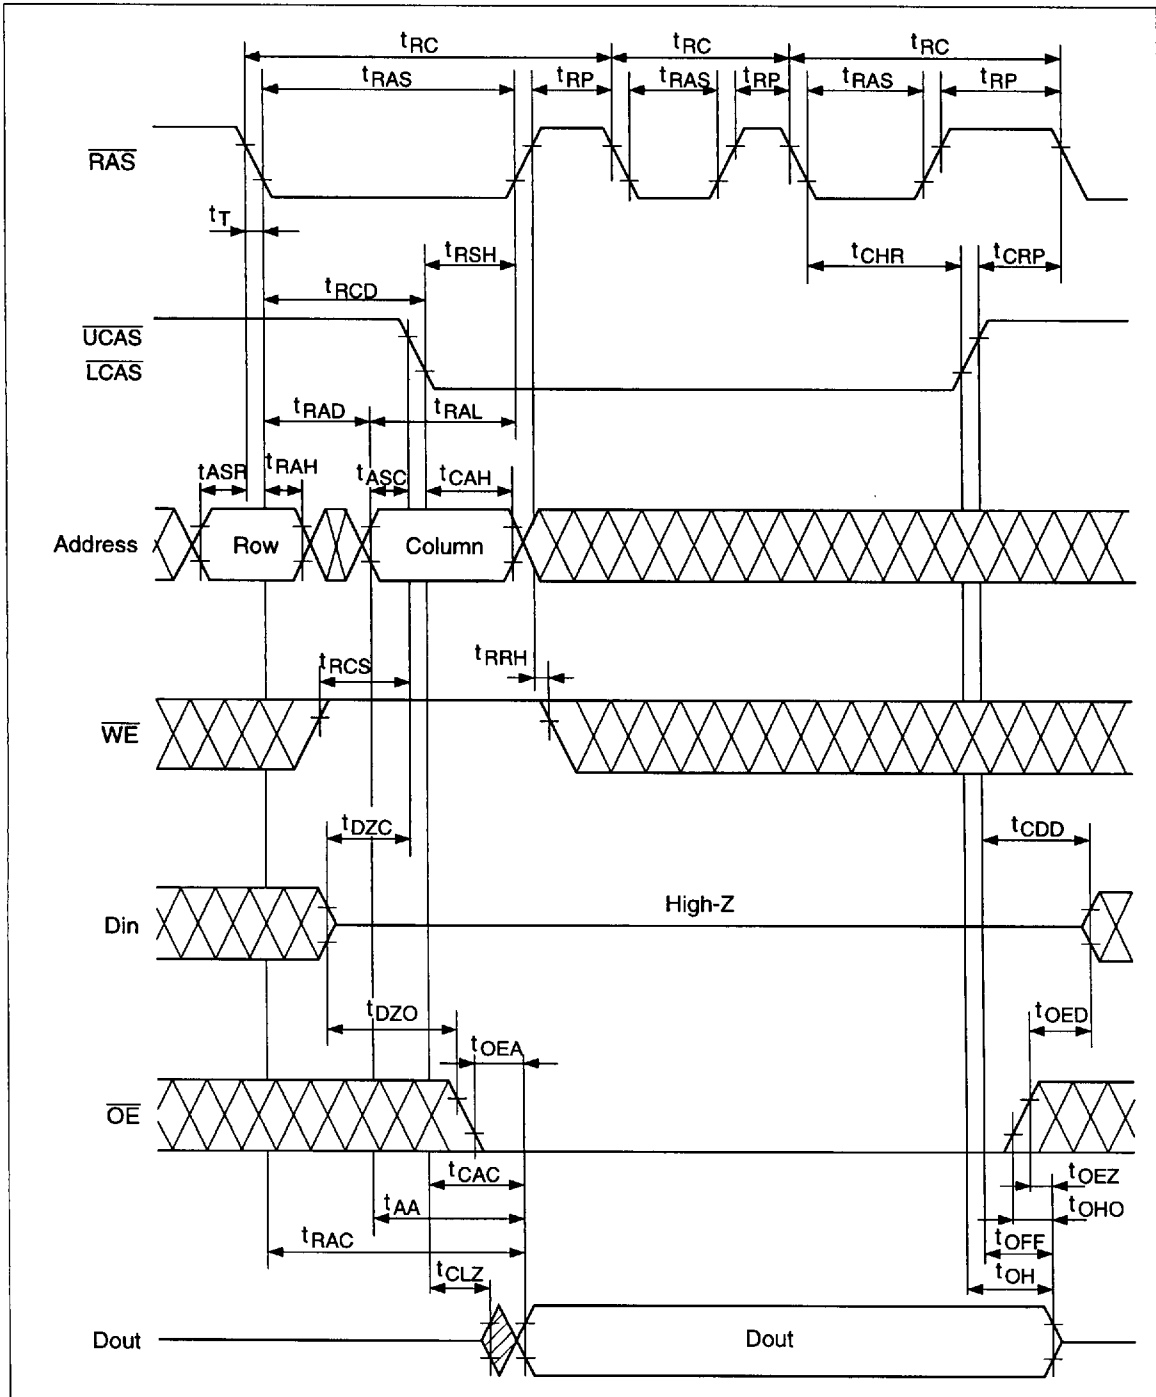 tRC tRC tRC
tRAS tRP tRAS tRP tRAS tRP
RAS
tT
tRSH tCHR tCRP
tRCD
UCAS
LCAS
tRAD tRAL
tASR tRAH tASC tCAH
Address Row Column
tRCS tRRH
WE
tDZC tCDD
Din High-Z
tDZO tOED
tOEA
OE
tCAC tOEZ
tAA tOHO
tRAC tOFF
tCLZ tOH
Dout Dout